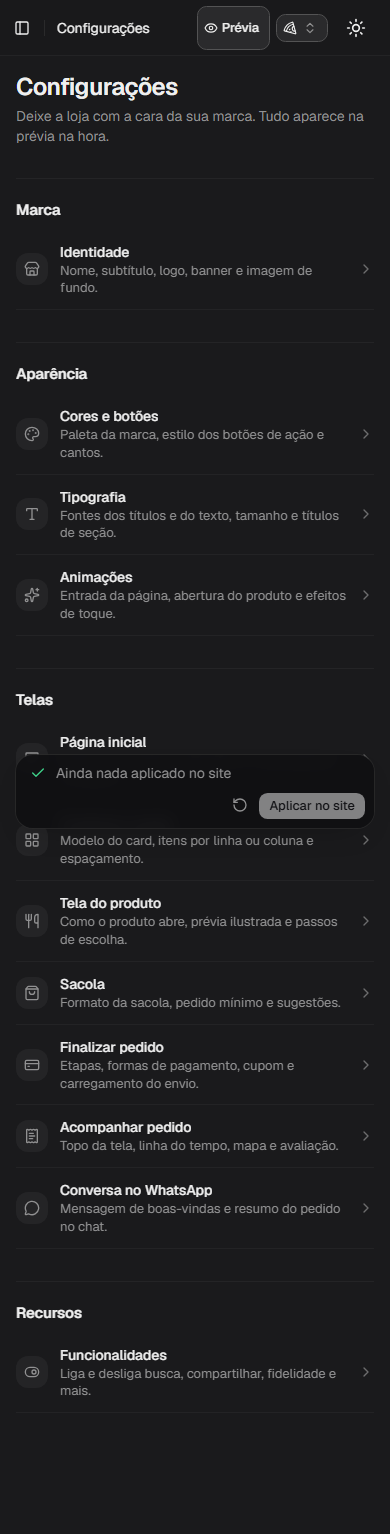 Configurações
Prévia
Configurações
Deixe a loja com a cara da sua marca. Tudo aparece na
prévia na hora.
Marca
Identidade
Nome, subtítulo, logo, banner e imagem de
fundo.
Aparência
Cores e botões
Paleta da marca, estilo dos botões de ação e
cantos.
Tipografia
Fontes dos títulos e do texto, tamanho e títulos
de seção.
Animações
Entrada da página, abertura do produto e efeitos
de toque.
Telas
Página inicial
Ainda nada aplicado no site
Aplicar no site
Modelo do card, itens por linha ou coluna e
espaçamento.
Tela do produto
Como o produto abre, prévia ilustrada e passos
de escolha.
Sacola
Formato da sacola, pedido mínimo e sugestões.
Finalizar pedido
Etapas, formas de pagamento, cupom e
carregamento do envio.
Acompanhar pedido
Topo da tela, linha do tempo, mapa e avaliação.
Conversa no WhatsApp
Mensagem de boas-vindas e resumo do pedido
no chat.
Recursos
Funcionalidades
Liga e desliga busca, compartilhar, fidelidade e
mais.